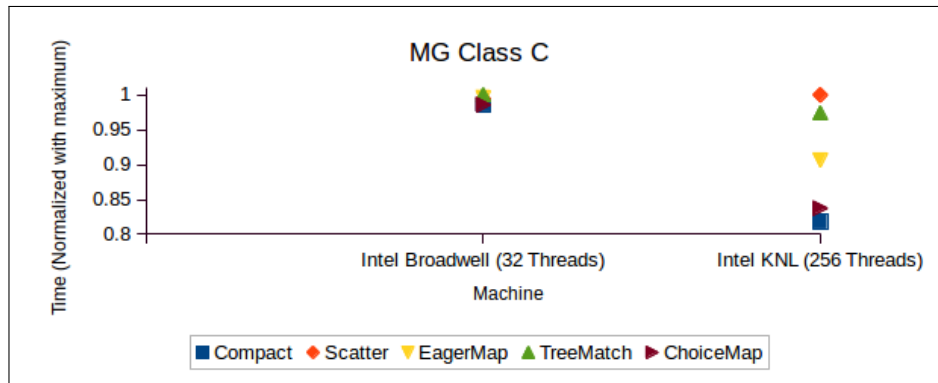 MG Class C
Time (Normalized with maximum)
1
0.95
0.9
0.85
0.8
Intel Broadwell (32 Threads)
Intel KNL (256 Threads)
Machine
Compact
Scatter
EagerMap
TreeMatch
ChoiceMap